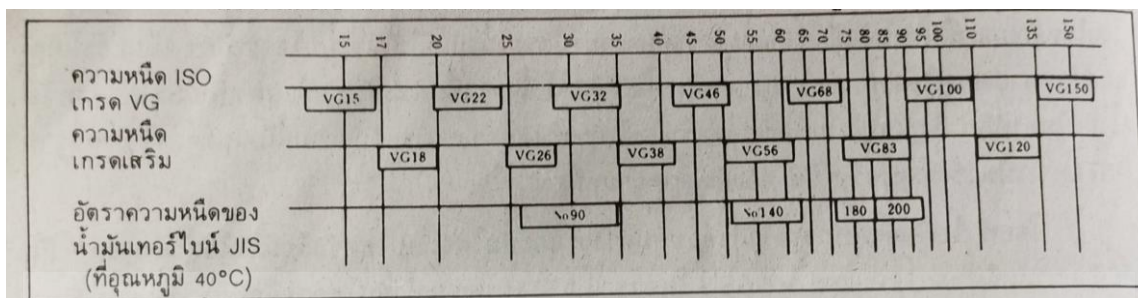 15 17 20 25 30 35 40 45 50 55 60 65 70 75 80 85 90 95 100 110 135 150
ความหนืด ISO
เกรด VG VG15 VG22 VG32 VG46 VG68 VG100 VG150
ความหนืด
เกรดเสริม VG18 VG26 VG38 VG56 VG83 VG120
อัตราความหนืดของ No90 No140 180 200
น้ำมันเทอร์ไบน์ JIS
(ที่อุณหภูมิ 40°C)